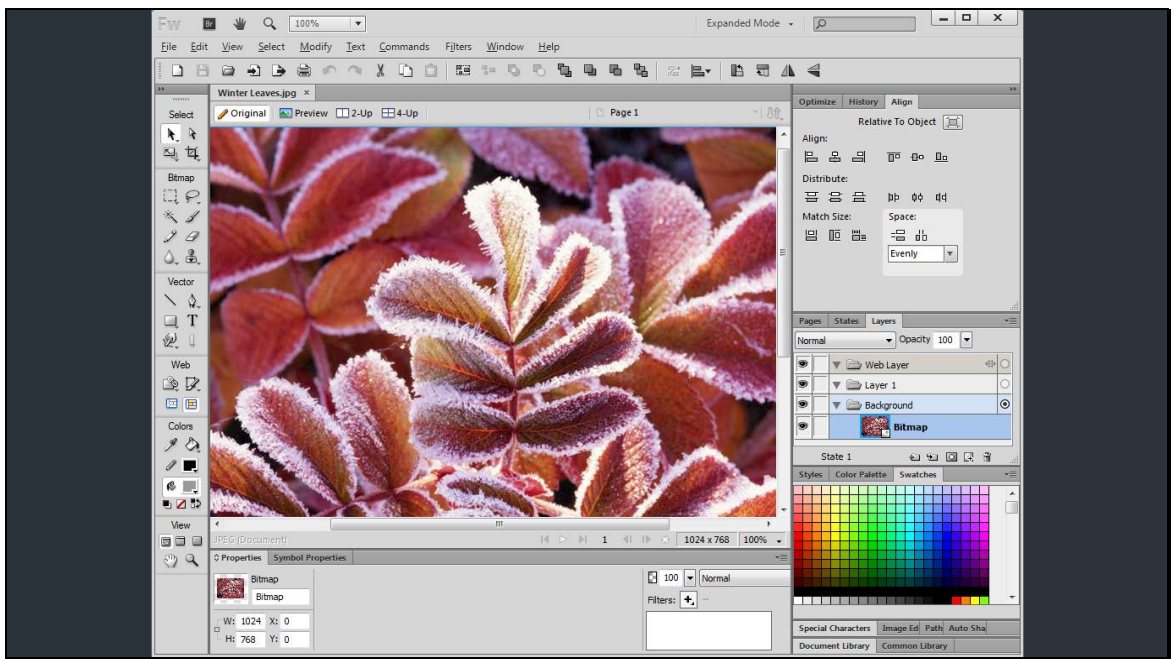 Fw Br 100% Expanded Mode
File Edit View Select Modify Text Commands Filters Window Help
Winter Leaves.jpg ×
Original Preview 2-Up 4-Up Page 1
Select
Bitmap
Vector
T
Web
Colors
View
JPEG (Document)
1 1024 x 768 100%
Properties Symbol Properties
Bitmap
Bitmap
W: 1024 X: 0
H: 768 Y: 0
100 Normal
Filters:
Optimize History Align
Relative To Object
Align:
Distribute:
Match Size: Space:
Evenly
Pages States Layers
Normal Opacity 100
Web Layer
Layer 1
Background
Bitmap
State 1
Styles Color Palette Swatches
Special Characters Image Ed Path Auto Sha
Document Library Common Library